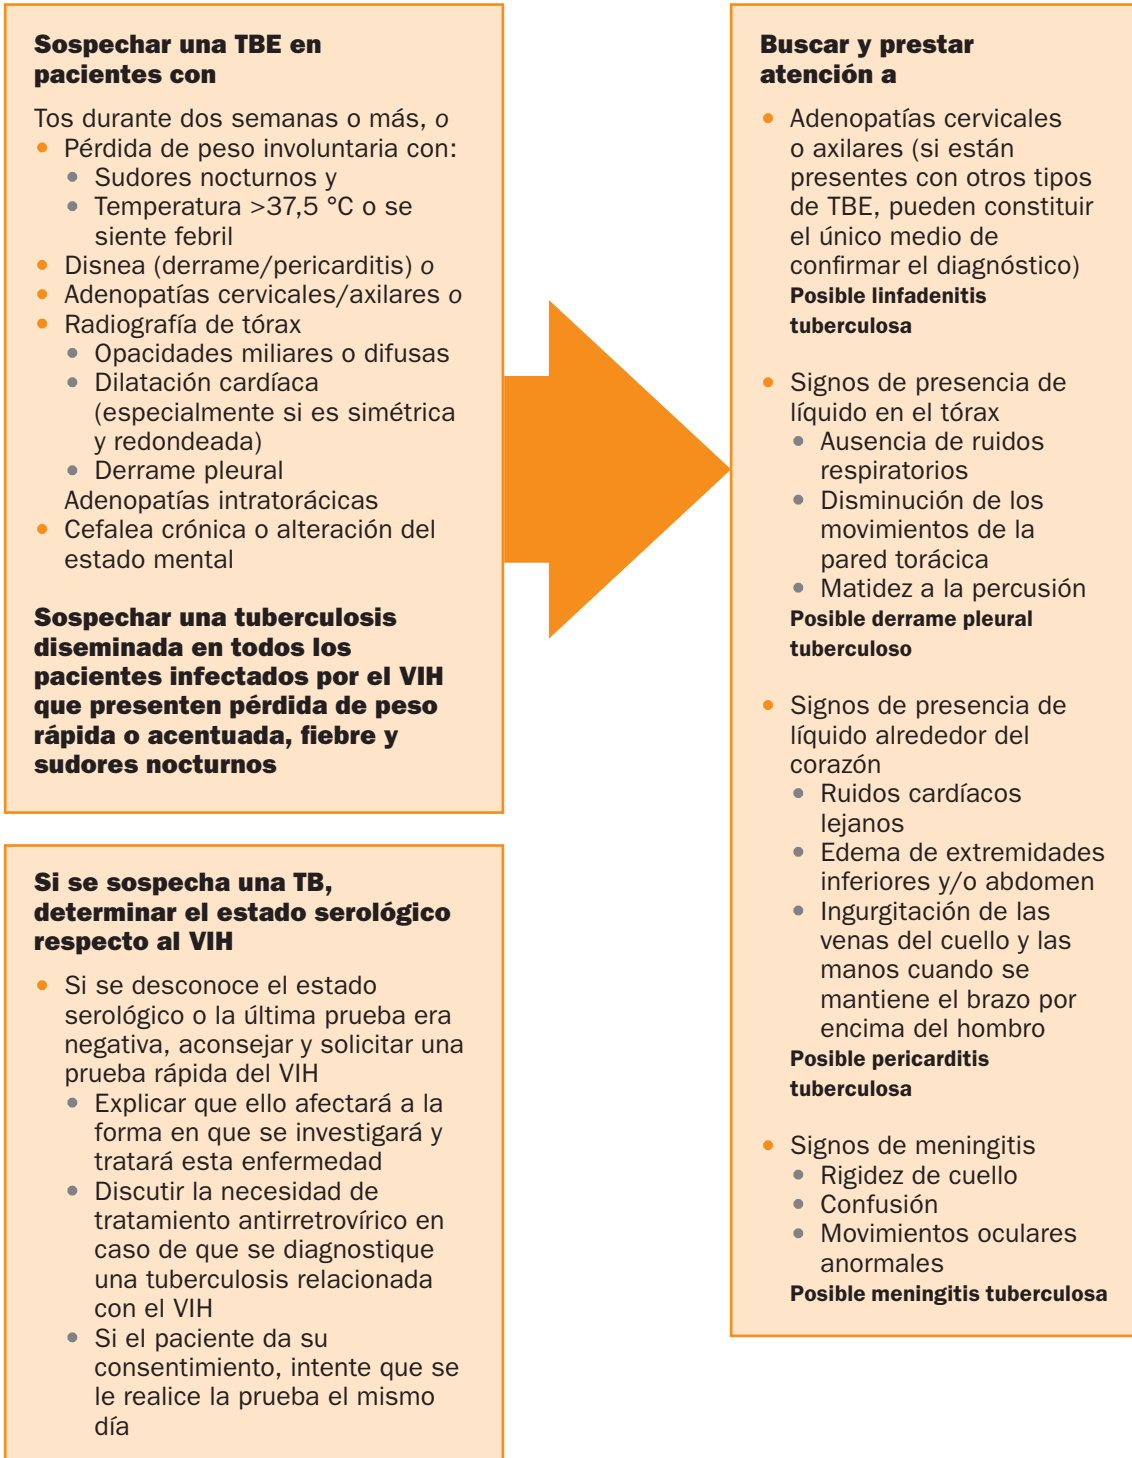 Sospechar una TBE en
pacientes con
Tos durante dos semanas o más, o
• Pérdida de peso involuntaria con:
• Sudores nocturnos y
• Temperatura >37,5 °C o se
siente febril
• Disnea (derrame/pericarditis) o
• Adenopatías cervicales/axilares o
• Radiografía de tórax
• Opacidades miliares o difusas
• Dilatación cardíaca
(especialmente si es simétrica
y redondeada)
• Derrame pleural
Adenopatías intratorácicas
• Cefalea crónica o alteración del
estado mental
Sospechar una tuberculosis
diseminada en todos los
pacientes infectados por el VIH
que presenten pérdida de peso
rápida o acentuada, fiebre y
sudores nocturnos
Si se sospecha una TB,
determinar el estado serológico
respecto al VIH
• Si se desconoce el estado
serológico o la última prueba era
negativa, aconsejar y solicitar una
prueba rápida del VIH
• Explicar que ello afectará a la
forma en que se investigará y
tratará esta enfermedad
• Discutir la necesidad de
tratamiento antirretrovírico en
caso de que se diagnostique
una tuberculosis relacionada
con el VIH
• Si el paciente da su
consentimiento, intente que se
le realice la prueba el mismo
día
Buscar y prestar
atención a
• Adenopatías cervicales
o axilares (si están
presentes con otros tipos
de TBE, pueden constituir
el único medio de
confirmar el diagnóstico)
Posible linfadenitis
tuberculosa
• Signos de presencia de
líquido en el tórax
• Ausencia de ruidos
respiratorios
• Disminución de los
movimientos de la
pared torácica
• Matidez a la percusión
Posible derrame pleural
tuberculoso
• Signos de presencia de
líquido alrededor del
corazón
• Ruidos cardíacos
lejanos
• Edema de extremidades
inferiores y/o abdomen
• Ingurgitación de las
venas del cuello y las
manos cuando se
mantiene el brazo por
encima del hombro
Posible pericarditis
tuberculosa
• Signos de meningitis
• Rigidez de cuello
• Confusión
• Movimientos oculares
anormales
Posible meningitis tuberculosa